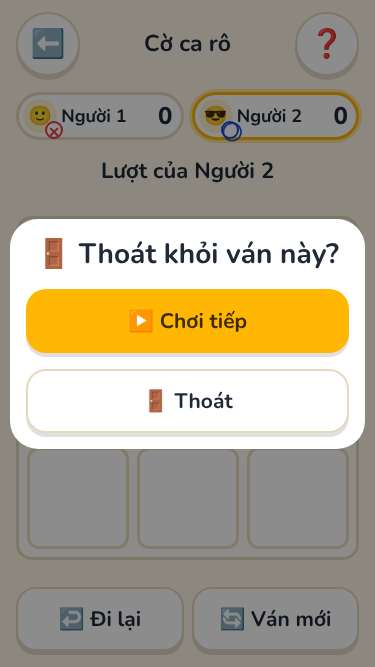 Cờ ca rô
Người 1 0
Người 2 0
Lượt của Người 2
Thoát khỏi ván này?
Chơi tiếp
Thoát
Đi lại
Ván mới